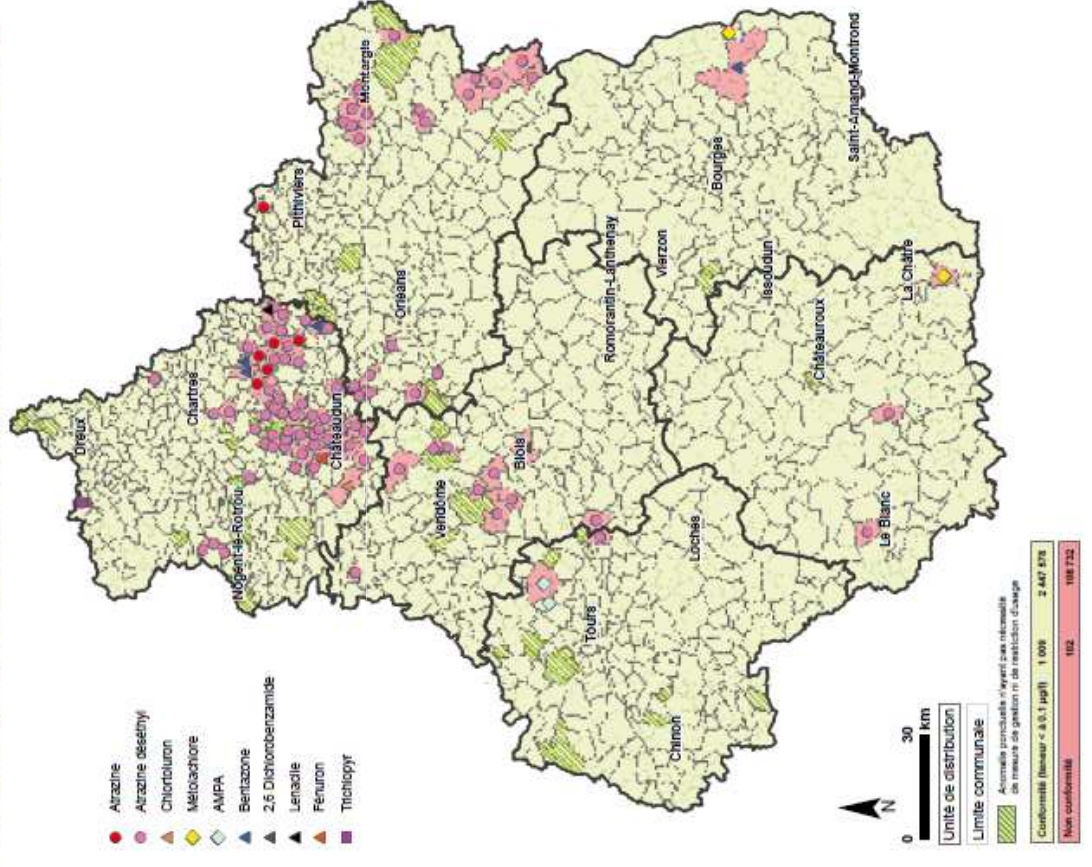 Atrazine
Atrazine déséthyl
Chlortoluron
Métolachlore
AMPA
Bentazone
2,6 Dichlorobenzamide
Lenacile
Fénuron
Trichlopyr
Dreux
Chartres
Nogent-le-Rotrou
Châteaudun
Pithiviers
Montargis
Orléans
Vendôme
Blois
Romorantin-Lanthenay
Tours
Chinon
Loches
Vierzon
Bourges
Saint-Amand-Montrond
Issoudun
Châteauroux
La Châtre
Le Blanc
N
0 30 km
Unité de distribution
Limite communale
Anomalie ponctuelle n'ayant pas nécessité
de mesure de gestion ni de restriction d'usage
Conformité (teneur < à 0.1 µg/l) 1 009 2 447 578
Non conformité 102 108 732